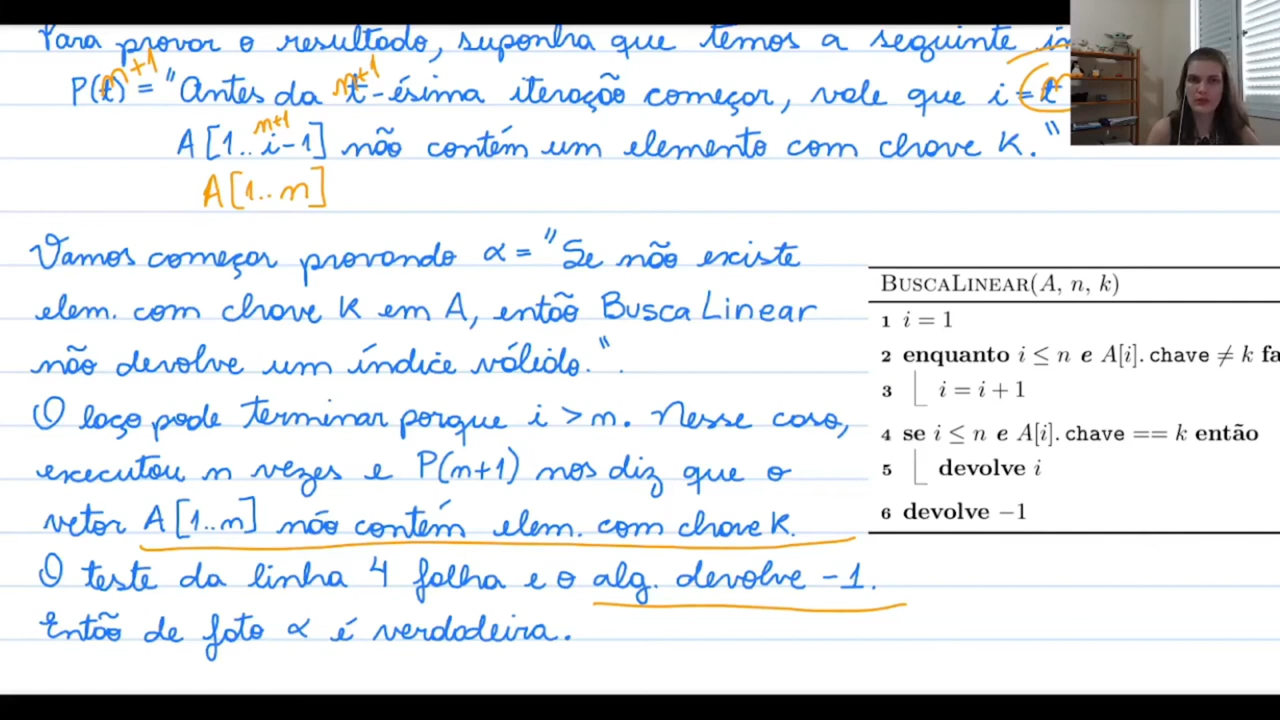 Para provar o resultado, suponha que temos a seguinte
n+1 n+1
P(t) = "Antes da t-ésima iteração começar, vale que i = t
n+1
A[1..i-1] não contém um elemento com chave K."
A[1..n]
Vamos começar provando α = "Se não existe
elem. com chave K em A, então BuscaLinear
não devolve um índice válido.".
O laço pode terminar porque i > n. Nesse caso,
executou n vezes e P(n+1) nos diz que o
vetor A[1..n] não contém elem. com chave K.
O teste da linha 4 falha e o alg. devolve -1.
Então de fato α é verdadeira.
BUSCALINEAR(A, n, k)
1 i = 1
2 enquanto i ≤ n e A[i].chave ≠ k fa
3 i = i + 1
4 se i ≤ n e A[i].chave == k então
5 devolve i
6 devolve −1